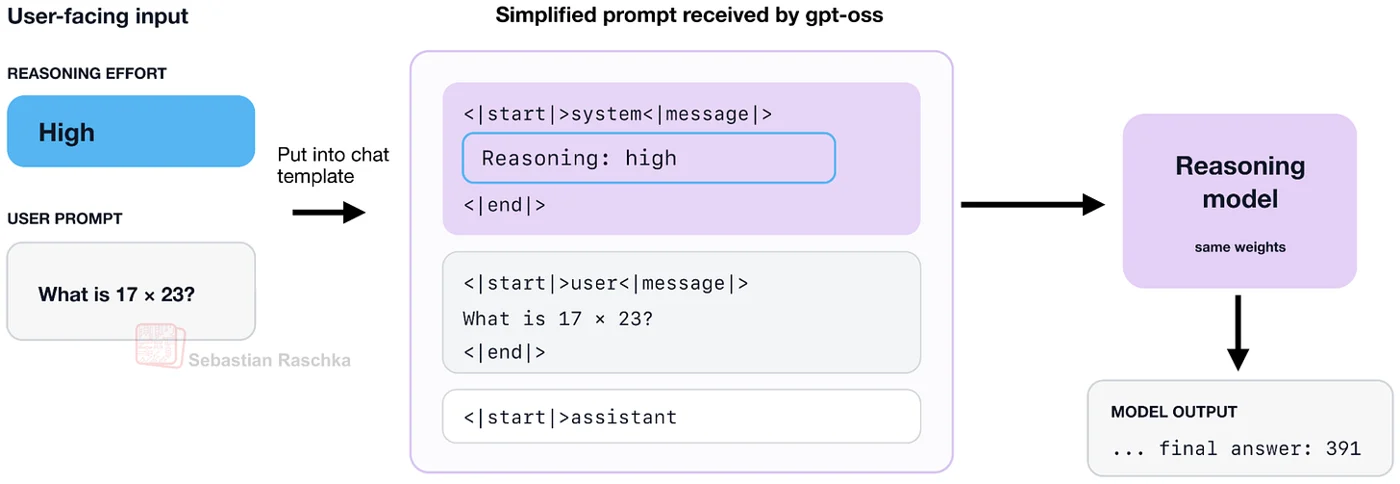 User-facing input
REASONING EFFORT
High
USER PROMPT
What is 17 × 23?
Sebastian Raschka
Put into chat
template
Simplified prompt received by gpt-oss
<|start|>system<|message|>
Reasoning: high
<|end|>
<|start|>user<|message|>
What is 17 × 23?
<|end|>
<|start|>assistant
Reasoning
model
same weights
MODEL OUTPUT
... final answer: 391